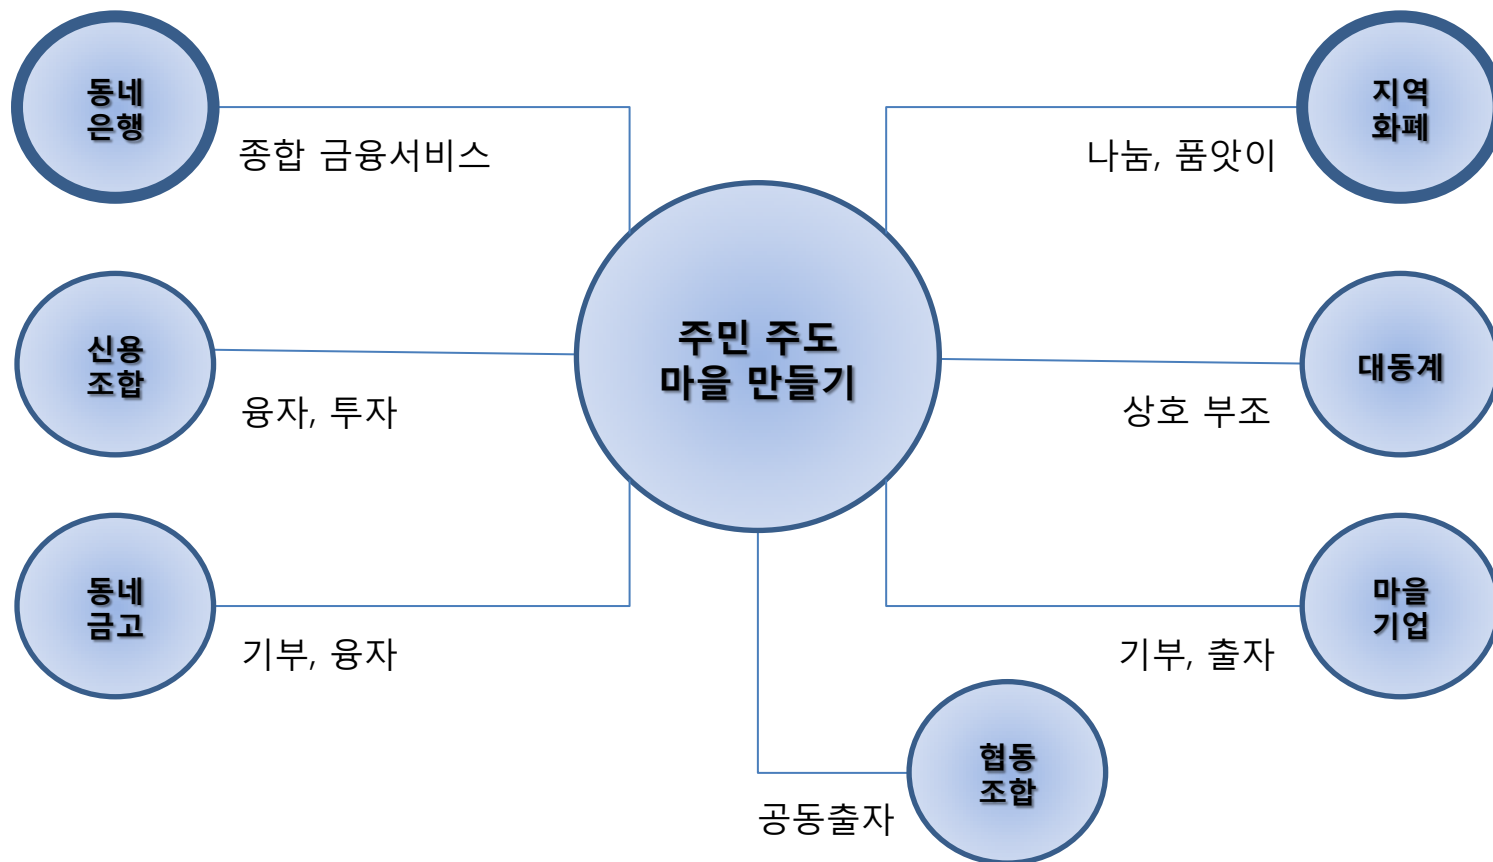 동네
은행
종합 금융서비스
지역
화폐
나눔, 품앗이
주민 주도
마을 만들기
신용
조합
융자, 투자
대동계
상호 부조
동네
금고
기부, 융자
마을
기업
기부, 출자
협동
조합
공동출자